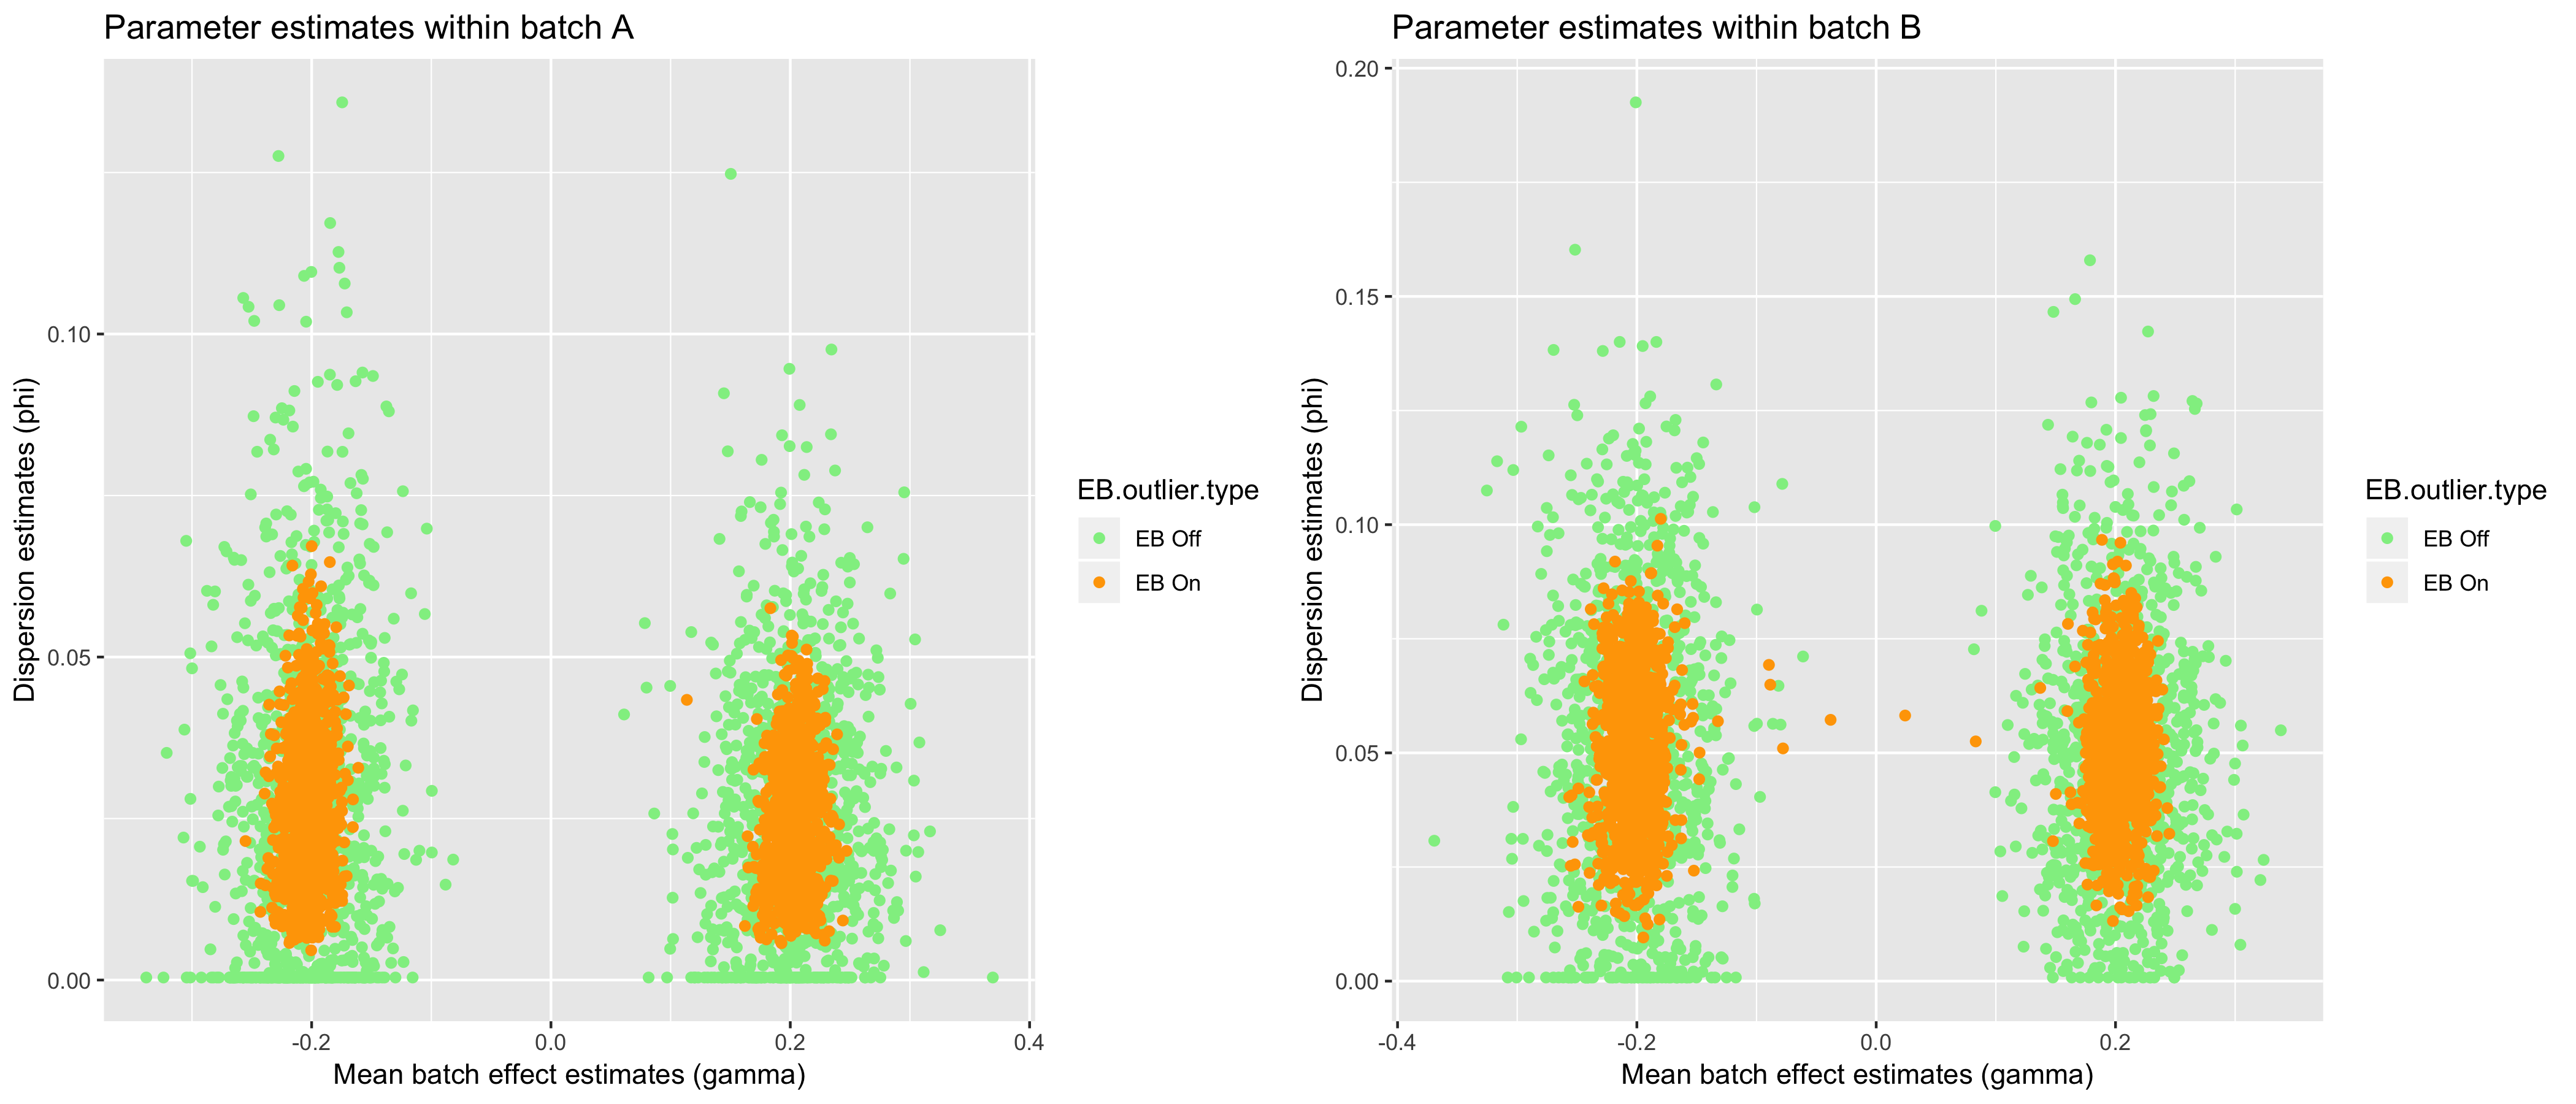 Parameter estimates within batch A
Dispersion estimates (phi)
0.10
0.05
0.00
-0.2
0.0
0.2
0.4
Mean batch effect estimates (gamma)
EB.outlier.type
EB Off
EB On
Parameter estimates within batch B
Dispersion estimates (phi)
0.20
0.15
0.10
0.05
0.00
-0.4
-0.2
0.0
0.2
Mean batch effect estimates (gamma)
EB.outlier.type
EB Off
EB On